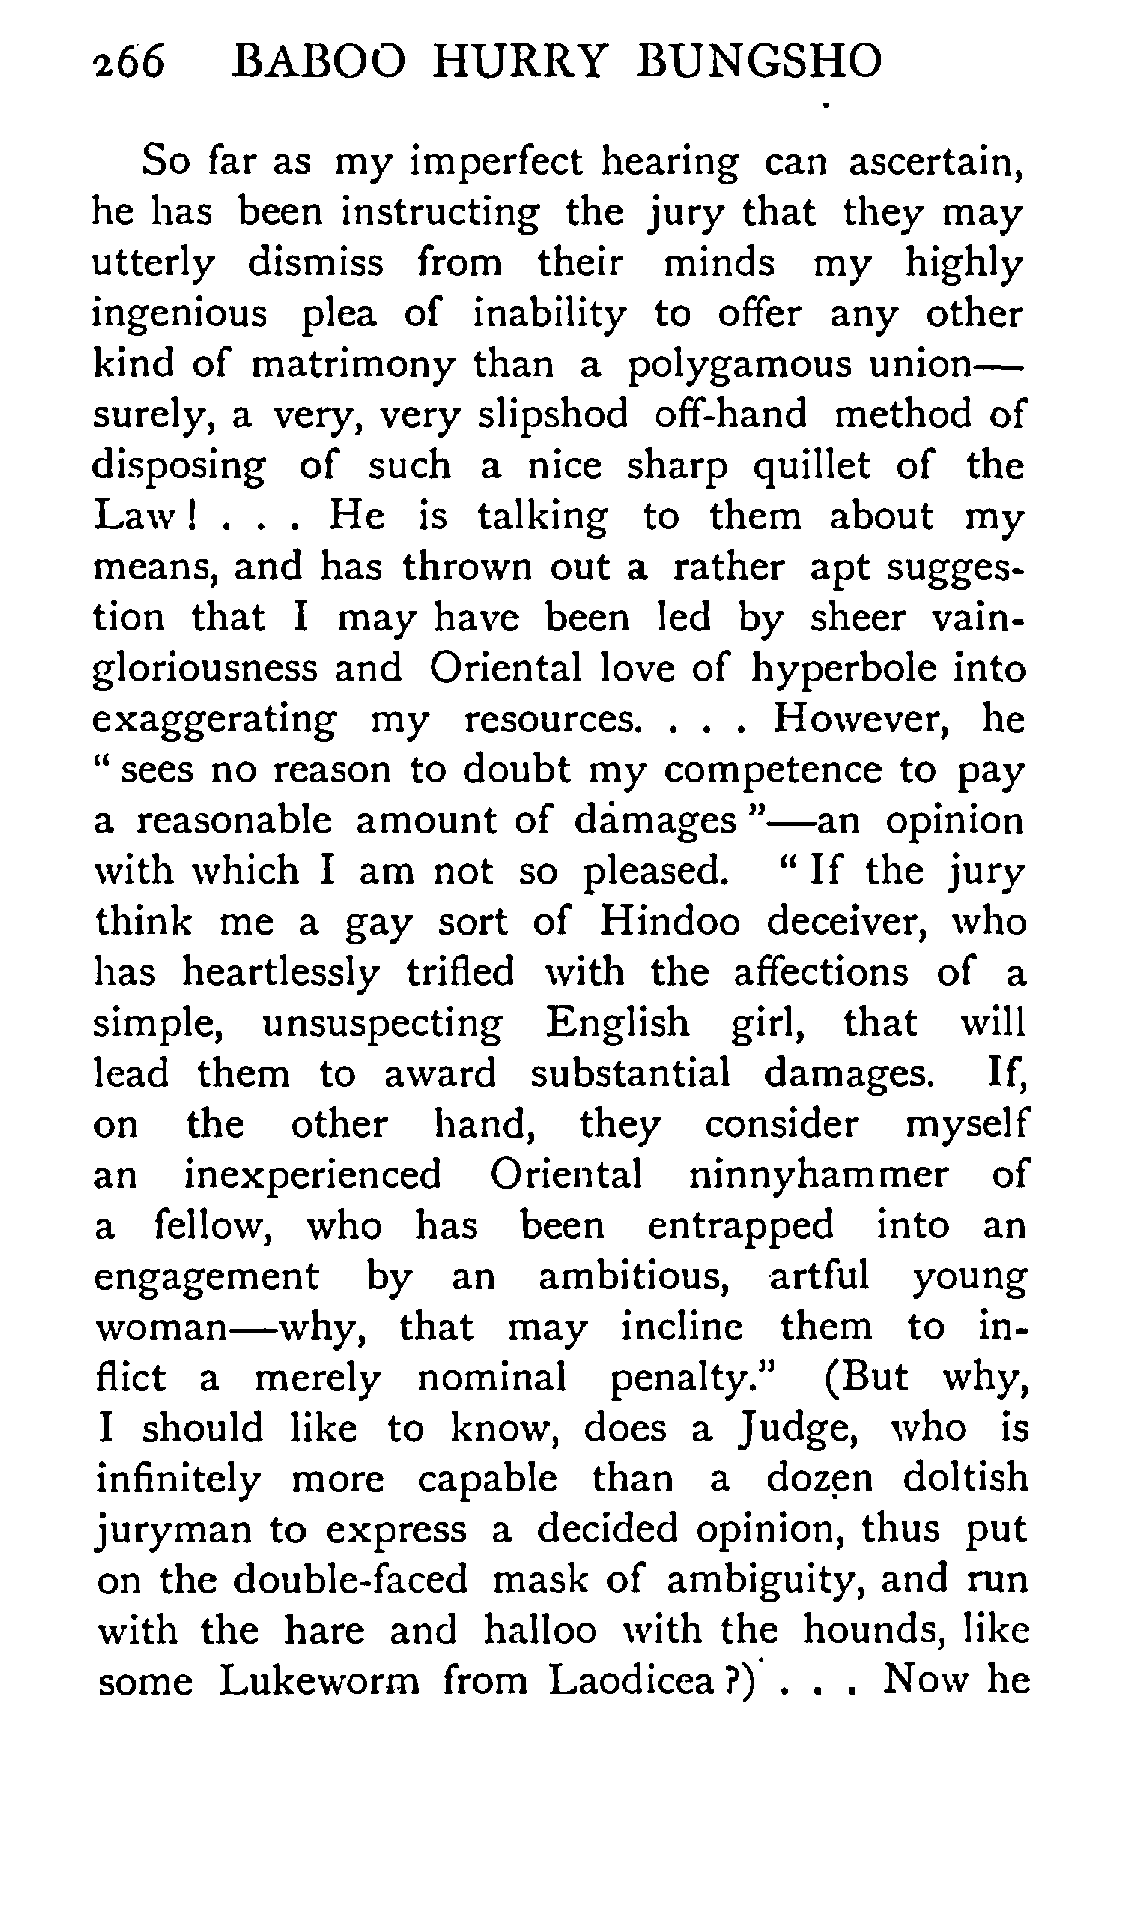 266 BABOO HURRY BUNGSHO
So far as my imperfect hearing can ascertain,
he has been instructing the jury that they may
utterly dismiss from their minds my highly
ingenious plea of inability to offer any other
kind of matrimony than a polygamous union—
surely, a very, very slipshod off-hand method of
disposing of such a nice sharp quillet of the
Law ! . . . He is talking to them about my
means, and has thrown out a rather apt sugges-
tion that I may have been led by sheer vain-
gloriousness and Oriental love of hyperbole into
exaggerating my resources. . . . However, he
“ sees no reason to doubt my competence to pay
a reasonable amount of damages ”—an opinion
with which I am not so pleased. “ If the jury
think me a gay sort of Hindoo deceiver, who
has heartlessly trifled with the affections of a
simple, unsuspecting English girl, that will
lead them to award substantial damages. If,
on the other hand, they consider myself
an inexperienced Oriental ninnyhammer of
a fellow, who has been entrapped into an
engagement by an ambitious, artful young
woman—why, that may incline them to in-
flict a merely nominal penalty.” (But why,
I should like to know, does a Judge, who is
infinitely more capable than a dozen doltish
juryman to express a decided opinion, thus put
on the double-faced mask of ambiguity, and run
with the hare and halloo with the hounds, like
some Lukeworm from Laodicea ?) . . . Now he